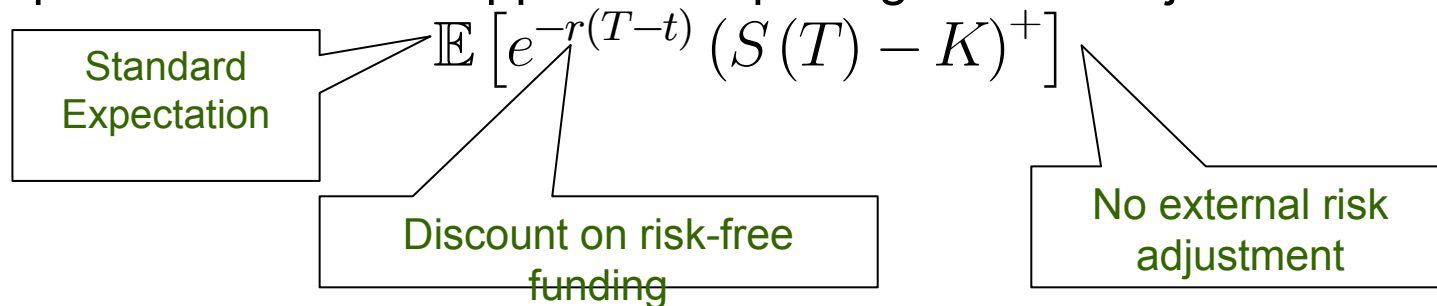 𝔼 [e^{-r(T-t)} (S(T) − K)^+]
Standard
Expectation
Discount on risk-free
funding
No external risk
adjustment